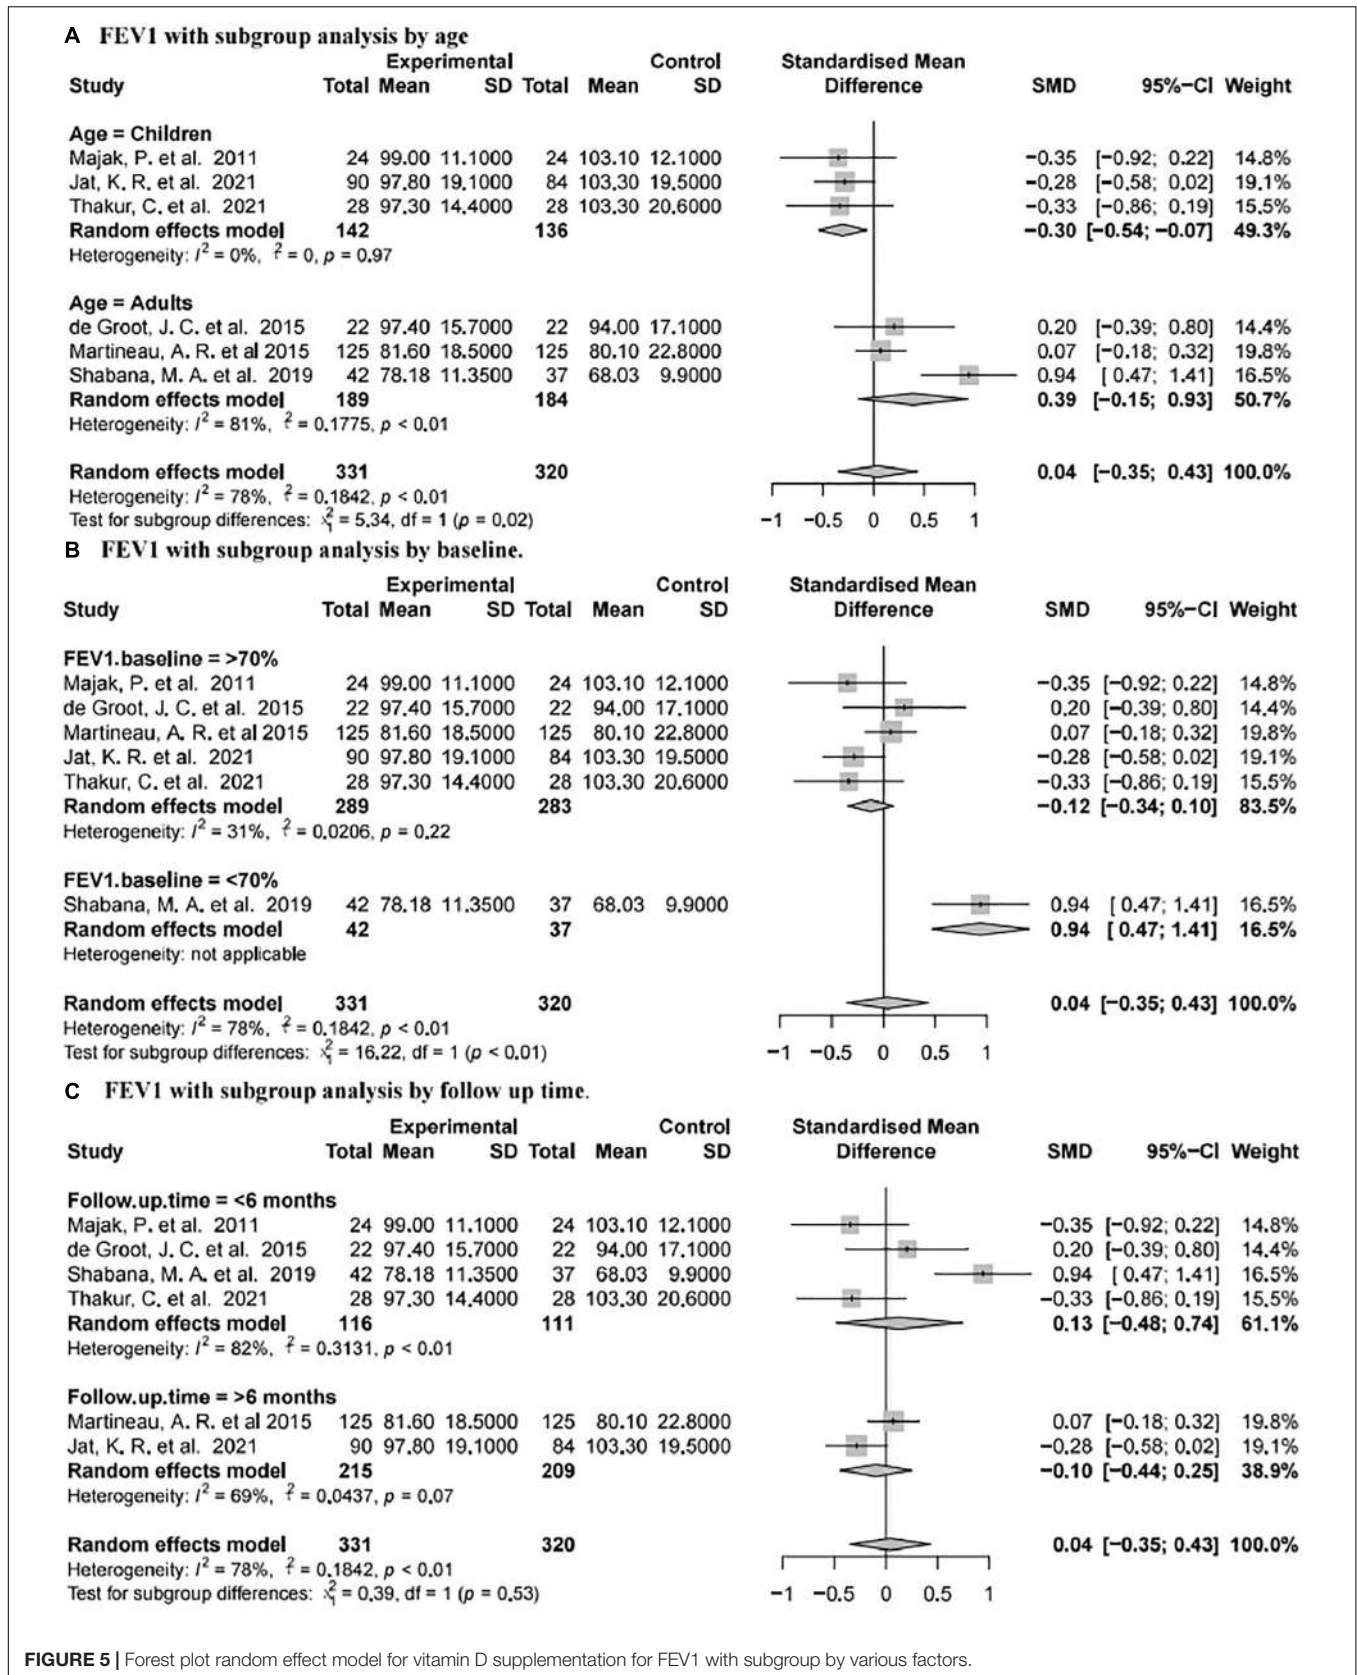 A FEV1 with subgroup analysis by age
Experimental Control Standardised Mean
Study Total Mean SD Total Mean SD Difference SMD 95%−CI Weight
Age = Children
Majak, P. et al. 2011 24 99.00 11.1000 24 103.10 12.1000 −0.35 [−0.92; 0.22] 14.8%
Jat, K. R. et al. 2021 90 97.80 19.1000 84 103.30 19.5000 −0.28 [−0.58; 0.02] 19.1%
Thakur, C. et al. 2021 28 97.30 14.4000 28 103.30 20.6000 −0.33 [−0.86; 0.19] 15.5%
Random effects model 142 136 −0.30 [−0.54; −0.07] 49.3%
Heterogeneity: I² = 0%, τ² = 0, p = 0.97
Age = Adults
de Groot, J. C. et al. 2015 22 97.40 15.7000 22 94.00 17.1000 0.20 [−0.39; 0.80] 14.4%
Martineau, A. R. et al 2015 125 81.60 18.5000 125 80.10 22.8000 0.07 [−0.18; 0.32] 19.8%
Shabana, M. A. et al. 2019 42 78.18 11.3500 37 68.03 9.9000 0.94 [ 0.47; 1.41] 16.5%
Random effects model 189 184 0.39 [−0.15; 0.93] 50.7%
Heterogeneity: I² = 81%, τ² = 0.1775, p < 0.01
Random effects model 331 320 0.04 [−0.35; 0.43] 100.0%
Heterogeneity: I² = 78%, τ² = 0.1842, p < 0.01
Test for subgroup differences: χ²₁ = 5.34, df = 1 (p = 0.02)
−1 −0.5 0 0.5 1
B FEV1 with subgroup analysis by baseline.
Experimental Control Standardised Mean
Study Total Mean SD Total Mean SD Difference SMD 95%−CI Weight
FEV1.baseline = >70%
Majak, P. et al. 2011 24 99.00 11.1000 24 103.10 12.1000 −0.35 [−0.92; 0.22] 14.8%
de Groot, J. C. et al. 2015 22 97.40 15.7000 22 94.00 17.1000 0.20 [−0.39; 0.80] 14.4%
Martineau, A. R. et al 2015 125 81.60 18.5000 125 80.10 22.8000 0.07 [−0.18; 0.32] 19.8%
Jat, K. R. et al. 2021 90 97.80 19.1000 84 103.30 19.5000 −0.28 [−0.58; 0.02] 19.1%
Thakur, C. et al. 2021 28 97.30 14.4000 28 103.30 20.6000 −0.33 [−0.86; 0.19] 15.5%
Random effects model 289 283 −0.12 [−0.34; 0.10] 83.5%
Heterogeneity: I² = 31%, τ² = 0.0206, p = 0.22
FEV1.baseline = <70%
Shabana, M. A. et al. 2019 42 78.18 11.3500 37 68.03 9.9000 0.94 [ 0.47; 1.41] 16.5%
Random effects model 42 37 0.94 [ 0.47; 1.41] 16.5%
Heterogeneity: not applicable
Random effects model 331 320 0.04 [−0.35; 0.43] 100.0%
Heterogeneity: I² = 78%, τ² = 0.1842, p < 0.01
Test for subgroup differences: χ²₁ = 16.22, df = 1 (p < 0.01)
−1 −0.5 0 0.5 1
C FEV1 with subgroup analysis by follow up time.
Experimental Control Standardised Mean
Study Total Mean SD Total Mean SD Difference SMD 95%−CI Weight
Follow.up.time = <6 months
Majak, P. et al. 2011 24 99.00 11.1000 24 103.10 12.1000 −0.35 [−0.92; 0.22] 14.8%
de Groot, J. C. et al. 2015 22 97.40 15.7000 22 94.00 17.1000 0.20 [−0.39; 0.80] 14.4%
Shabana, M. A. et al. 2019 42 78.18 11.3500 37 68.03 9.9000 0.94 [ 0.47; 1.41] 16.5%
Thakur, C. et al. 2021 28 97.30 14.4000 28 103.30 20.6000 −0.33 [−0.86; 0.19] 15.5%
Random effects model 116 111 0.13 [−0.48; 0.74] 61.1%
Heterogeneity: I² = 82%, τ² = 0.3131, p < 0.01
Follow.up.time = >6 months
Martineau, A. R. et al 2015 125 81.60 18.5000 125 80.10 22.8000 0.07 [−0.18; 0.32] 19.8%
Jat, K. R. et al. 2021 90 97.80 19.1000 84 103.30 19.5000 −0.28 [−0.58; 0.02] 19.1%
Random effects model 215 209 −0.10 [−0.44; 0.25] 38.9%
Heterogeneity: I² = 69%, τ² = 0.0437, p = 0.07
Random effects model 331 320 0.04 [−0.35; 0.43] 100.0%
Heterogeneity: I² = 78%, τ² = 0.1842, p < 0.01
Test for subgroup differences: χ²₁ = 0.39, df = 1 (p = 0.53)
−1 −0.5 0 0.5 1
FIGURE 5 | Forest plot random effect model for vitamin D supplementation for FEV1 with subgroup by various factors.